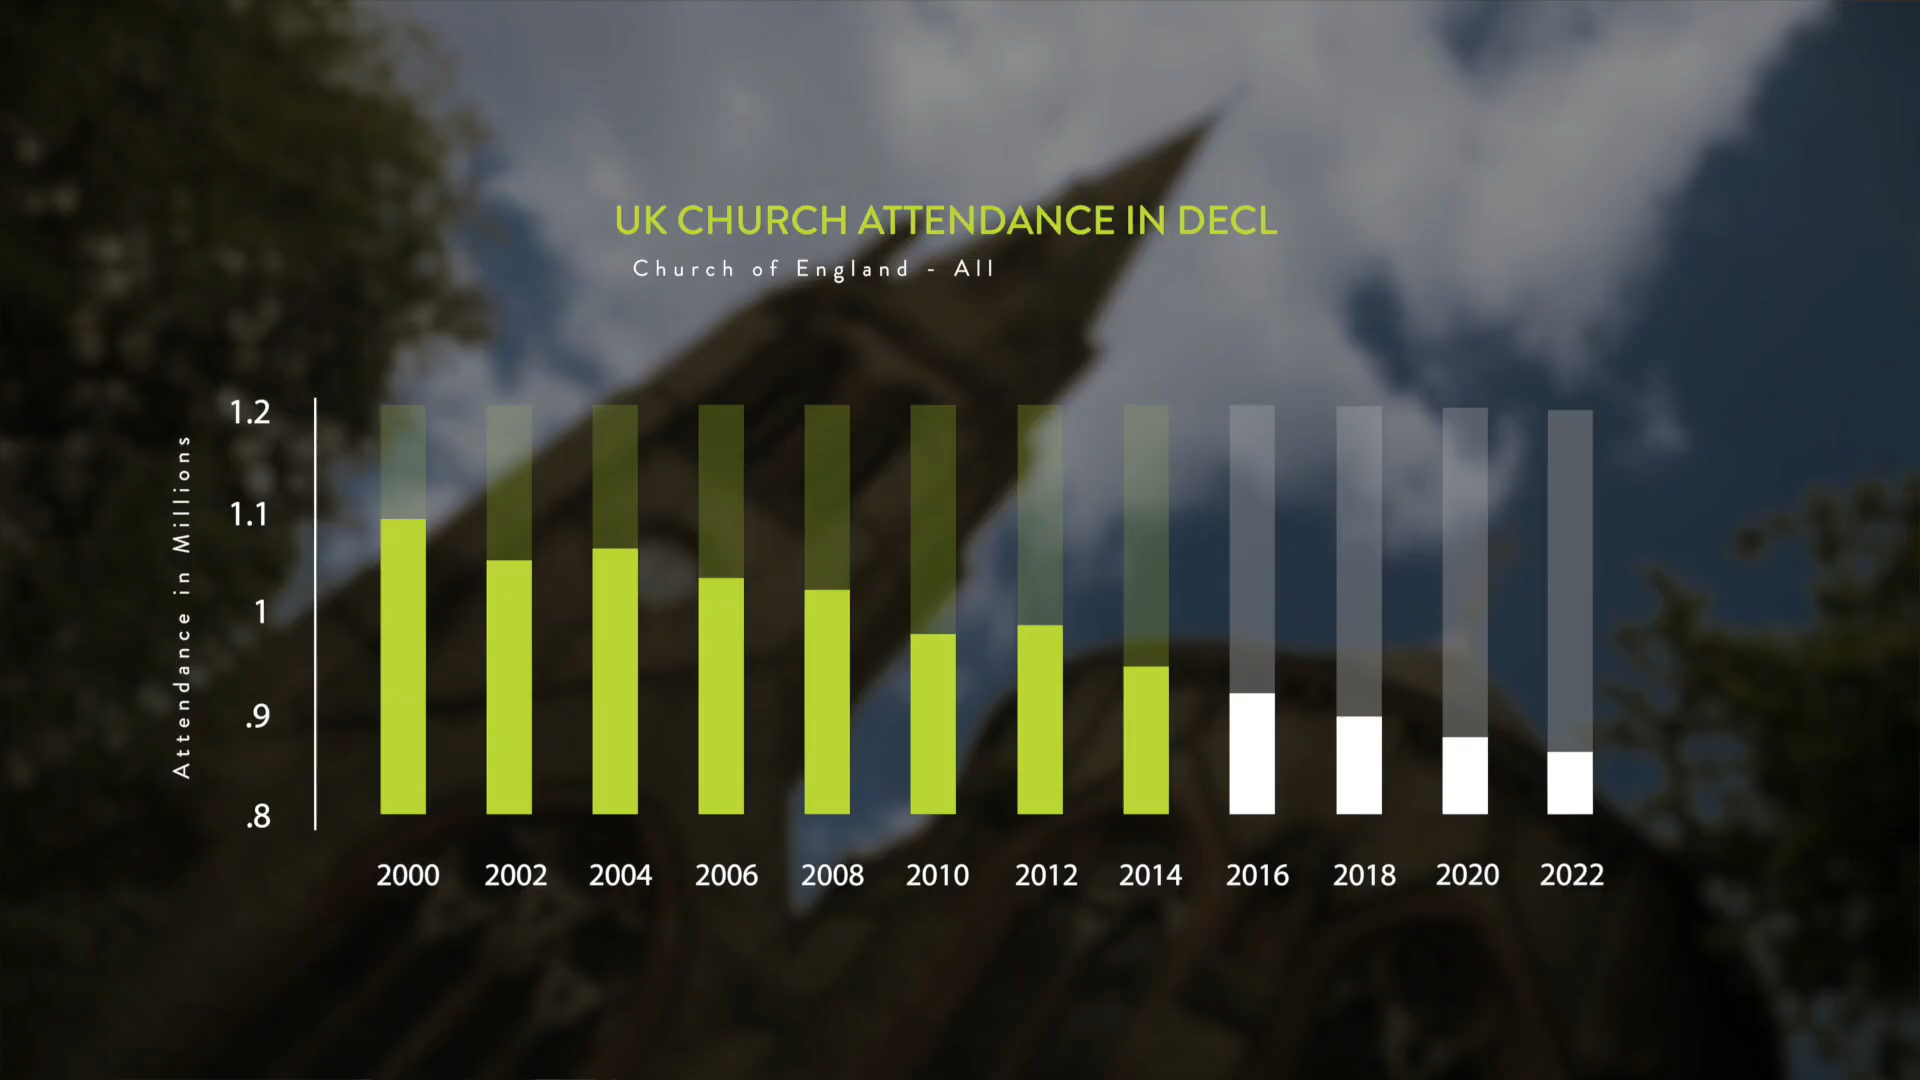 UK CHURCH ATTENDANCE IN DECL
Church of England - All
Attendance in Millions
1.2
1.1
1
.9
.8
2000 2002 2004 2006 2008 2010 2012 2014 2016 2018 2020 2022